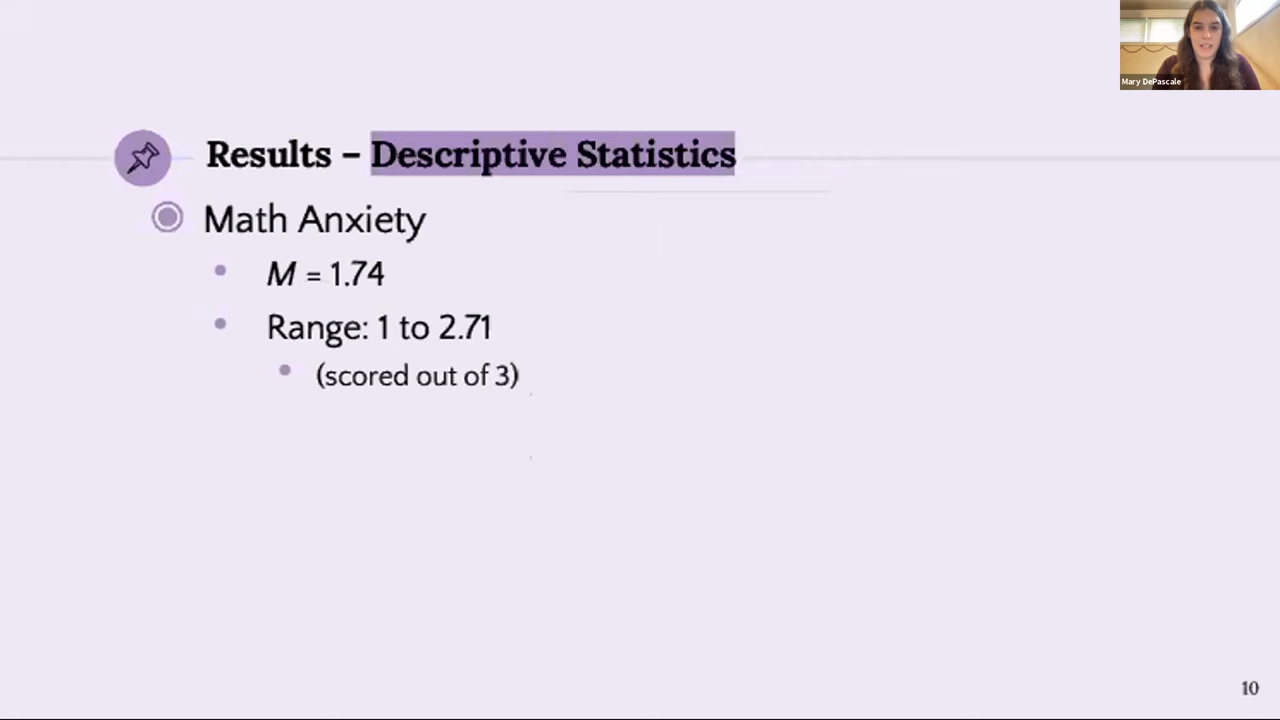 Mary DePascale
Results – Descriptive Statistics
Math Anxiety
M = 1.74
Range: 1 to 2.71
(scored out of 3)
10